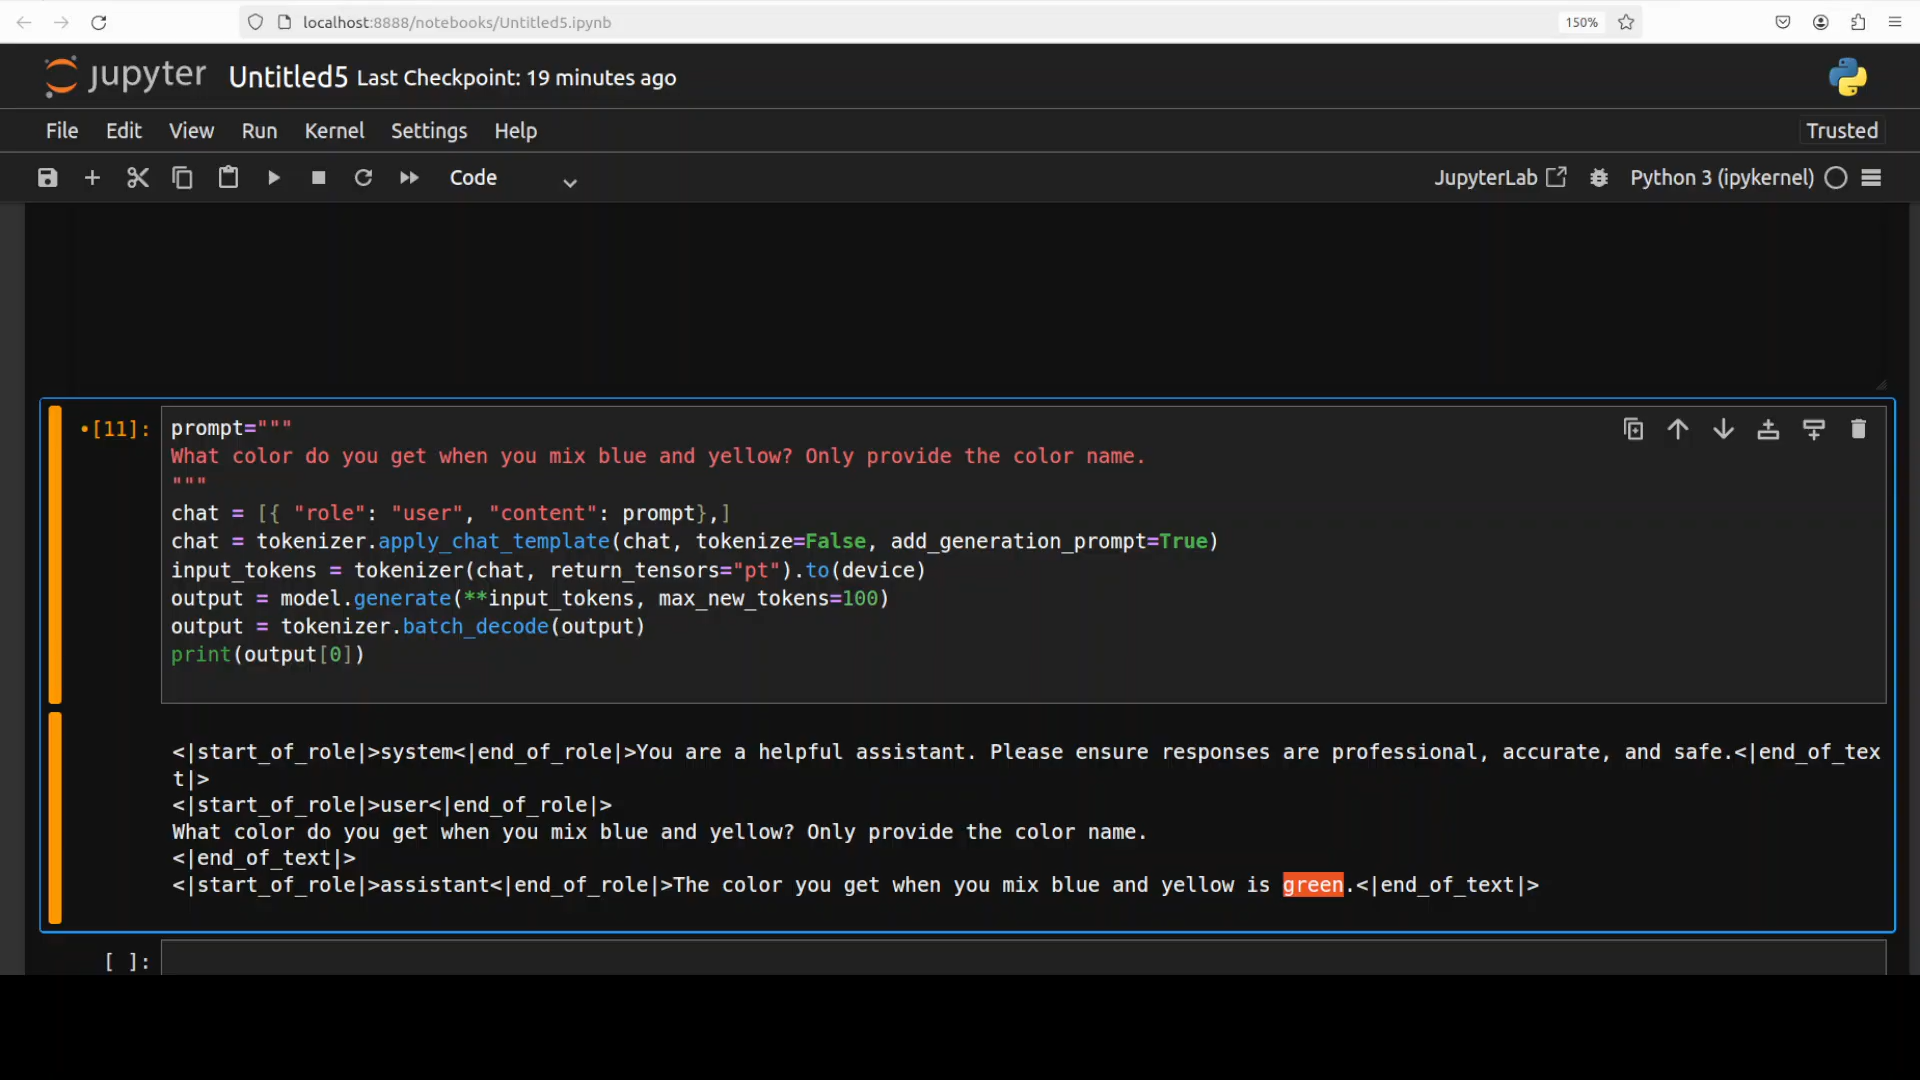 localhost:8888/notebooks/Untitled5.ipynb
150%
jupyter Untitled5 Last Checkpoint: 19 minutes ago
File Edit View Run Kernel Settings Help
Trusted
Code
JupyterLab
Python 3 (ipykernel)
•[11]:
prompt="""
What color do you get when you mix blue and yellow? Only provide the color name.
"""
chat = [{ "role": "user", "content": prompt},]
chat = tokenizer.apply_chat_template(chat, tokenize=False, add_generation_prompt=True)
input_tokens = tokenizer(chat, return_tensors="pt").to(device)
output = model.generate(**input_tokens, max_new_tokens=100)
output = tokenizer.batch_decode(output)
print(output[0])
<|start_of_role|>system<|end_of_role|>You are a helpful assistant. Please ensure responses are professional, accurate, and safe.<|end_of_tex
t|>
<|start_of_role|>user<|end_of_role|>
What color do you get when you mix blue and yellow? Only provide the color name.
<|end_of_text|>
<|start_of_role|>assistant<|end_of_role|>The color you get when you mix blue and yellow is green.<|end_of_text|>
[ ]: